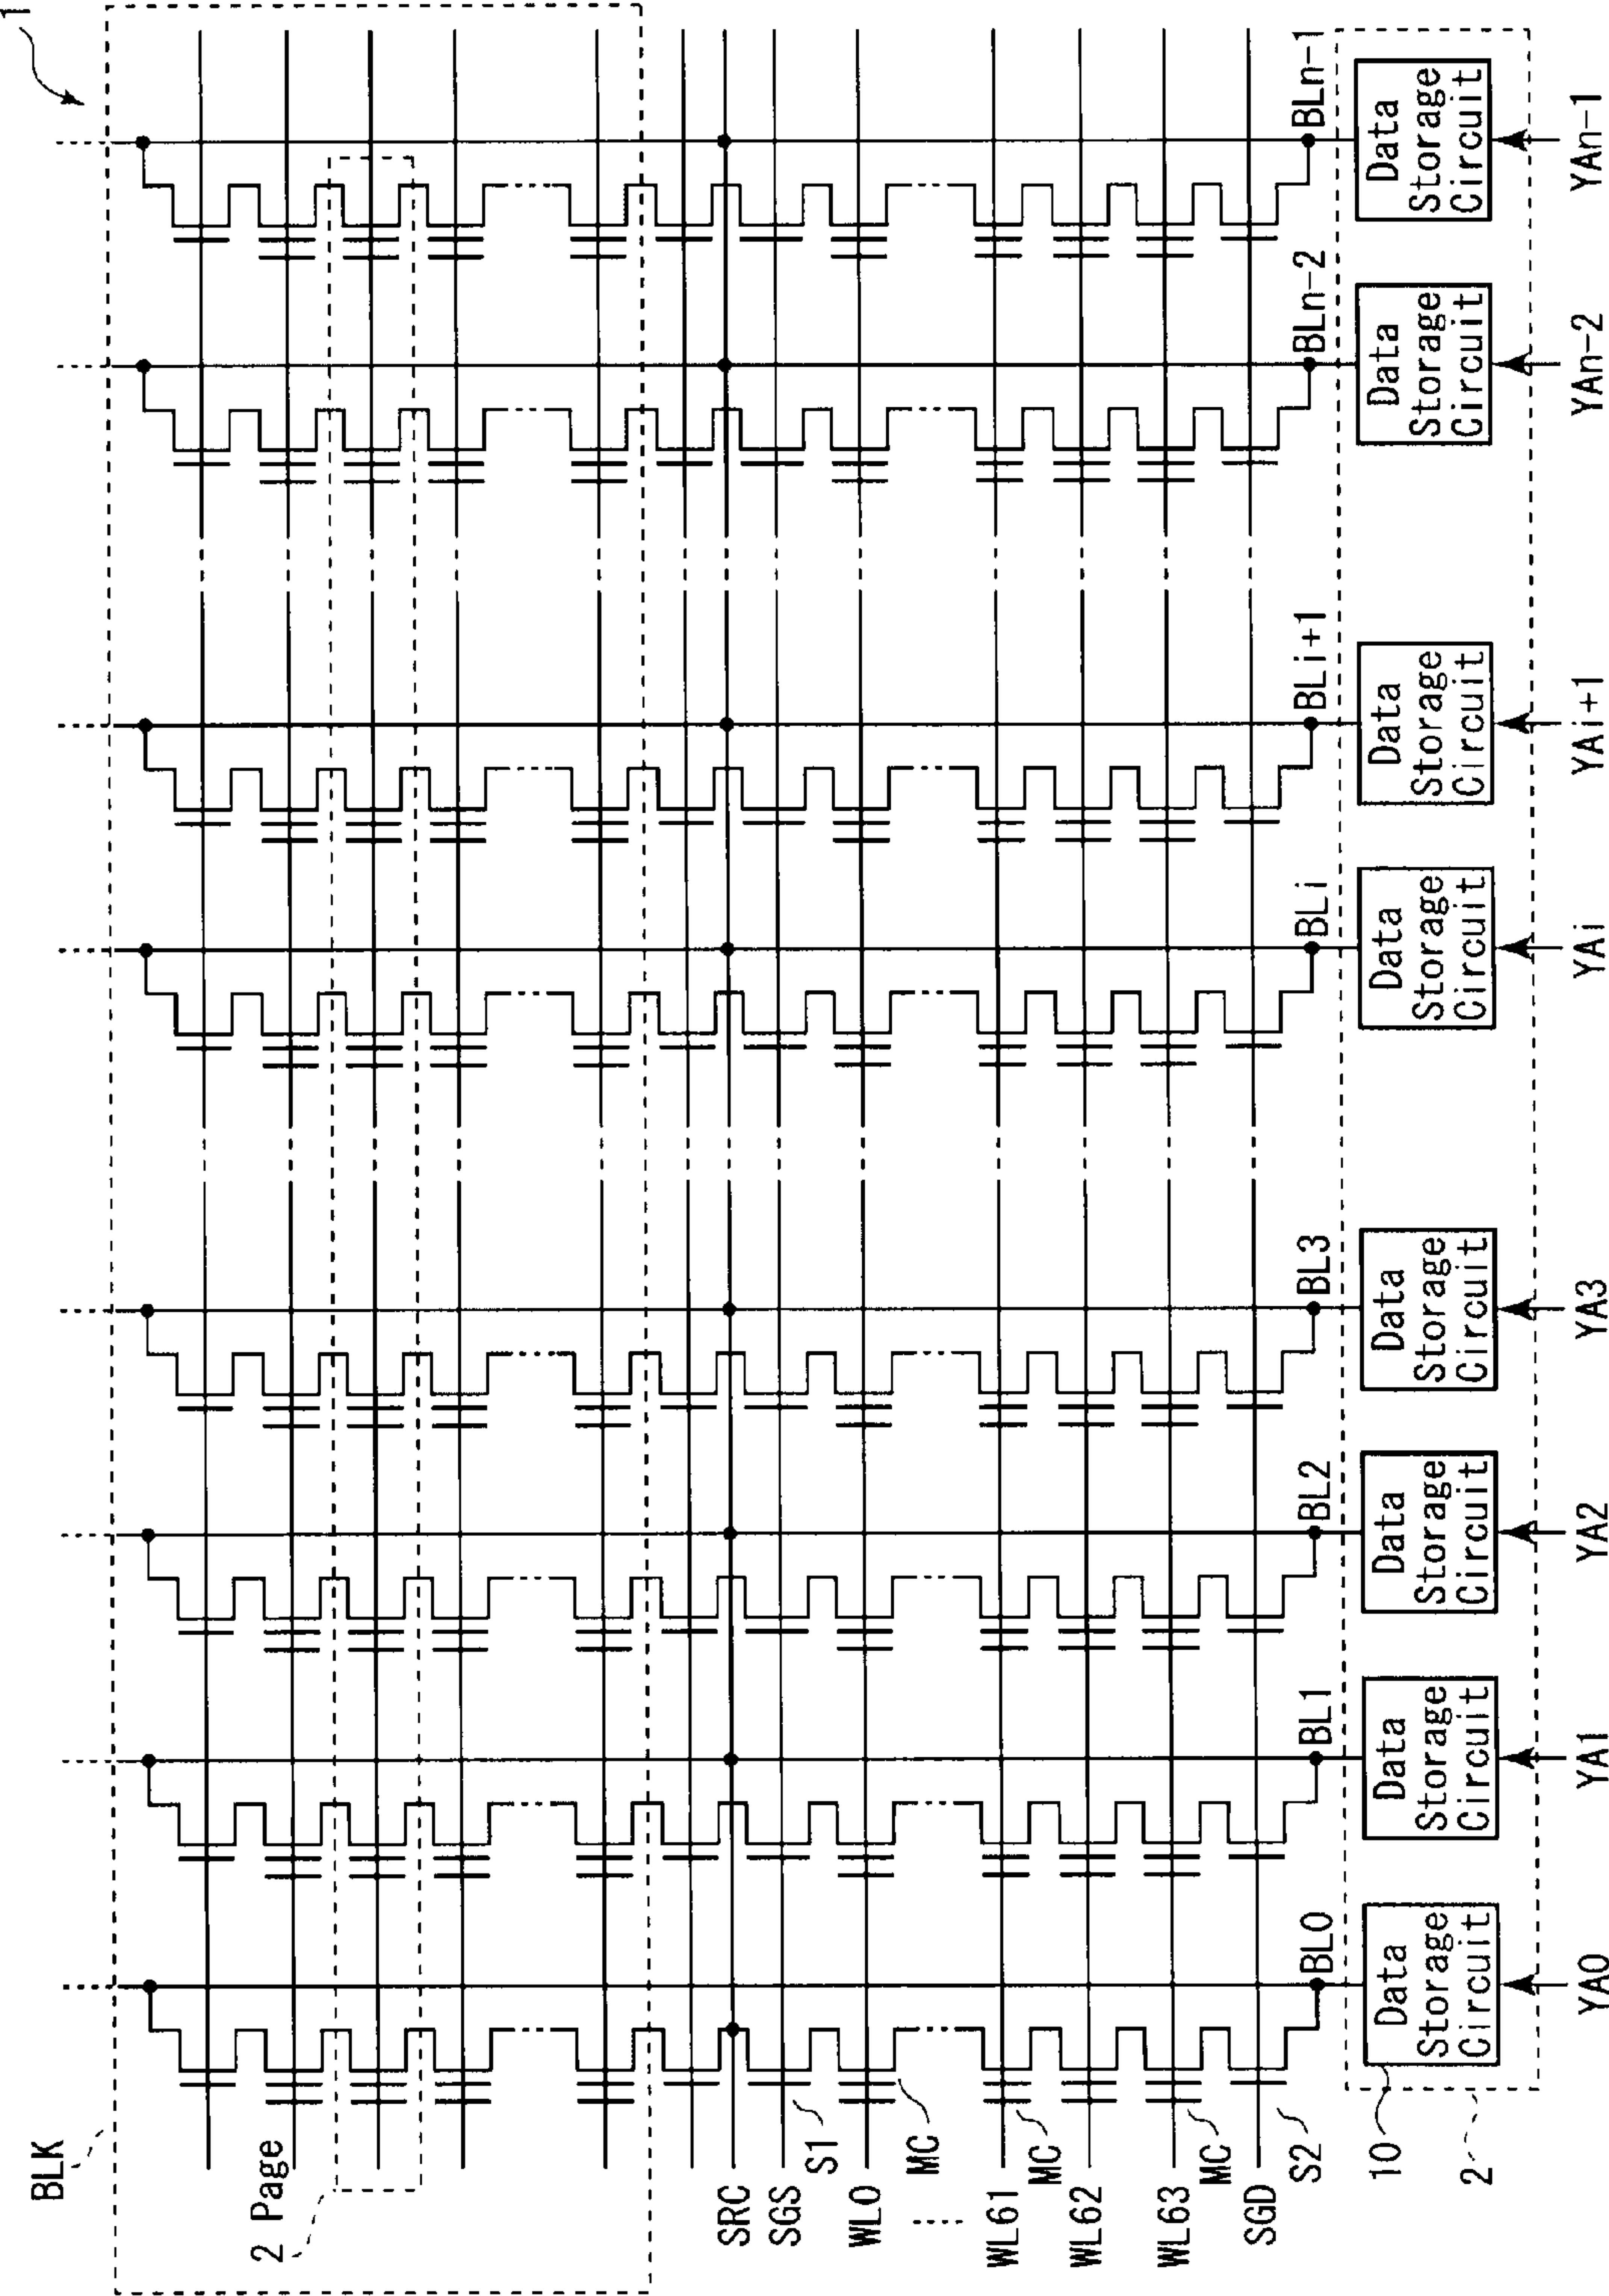 1
BLK
2 Page
SRC
SGS
S1
WL0
MC
WL61
MC
WL62
WL63
MC
SGD
S2
BL0
BL1
BL2
BL3
BLi
BLi+1
BLn-2
BLn-1
10
2
Data
Storage
Circuit
Data
Storage
Circuit
Data
Storage
Circuit
Data
Storage
Circuit
Data
Storage
Circuit
Data
Storage
Circuit
Data
Storage
Circuit
Data
Storage
Circuit
YA0
YA1
YA2
YA3
YAi
YAi+1
YAn-2
YAn-1